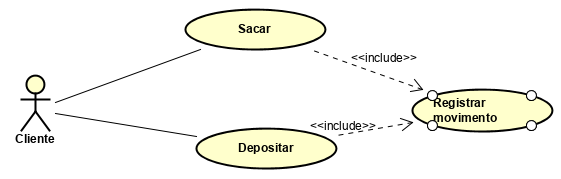 Sacar
<<include>>
Registrar
movimento
Cliente
<<include>>
Depositar